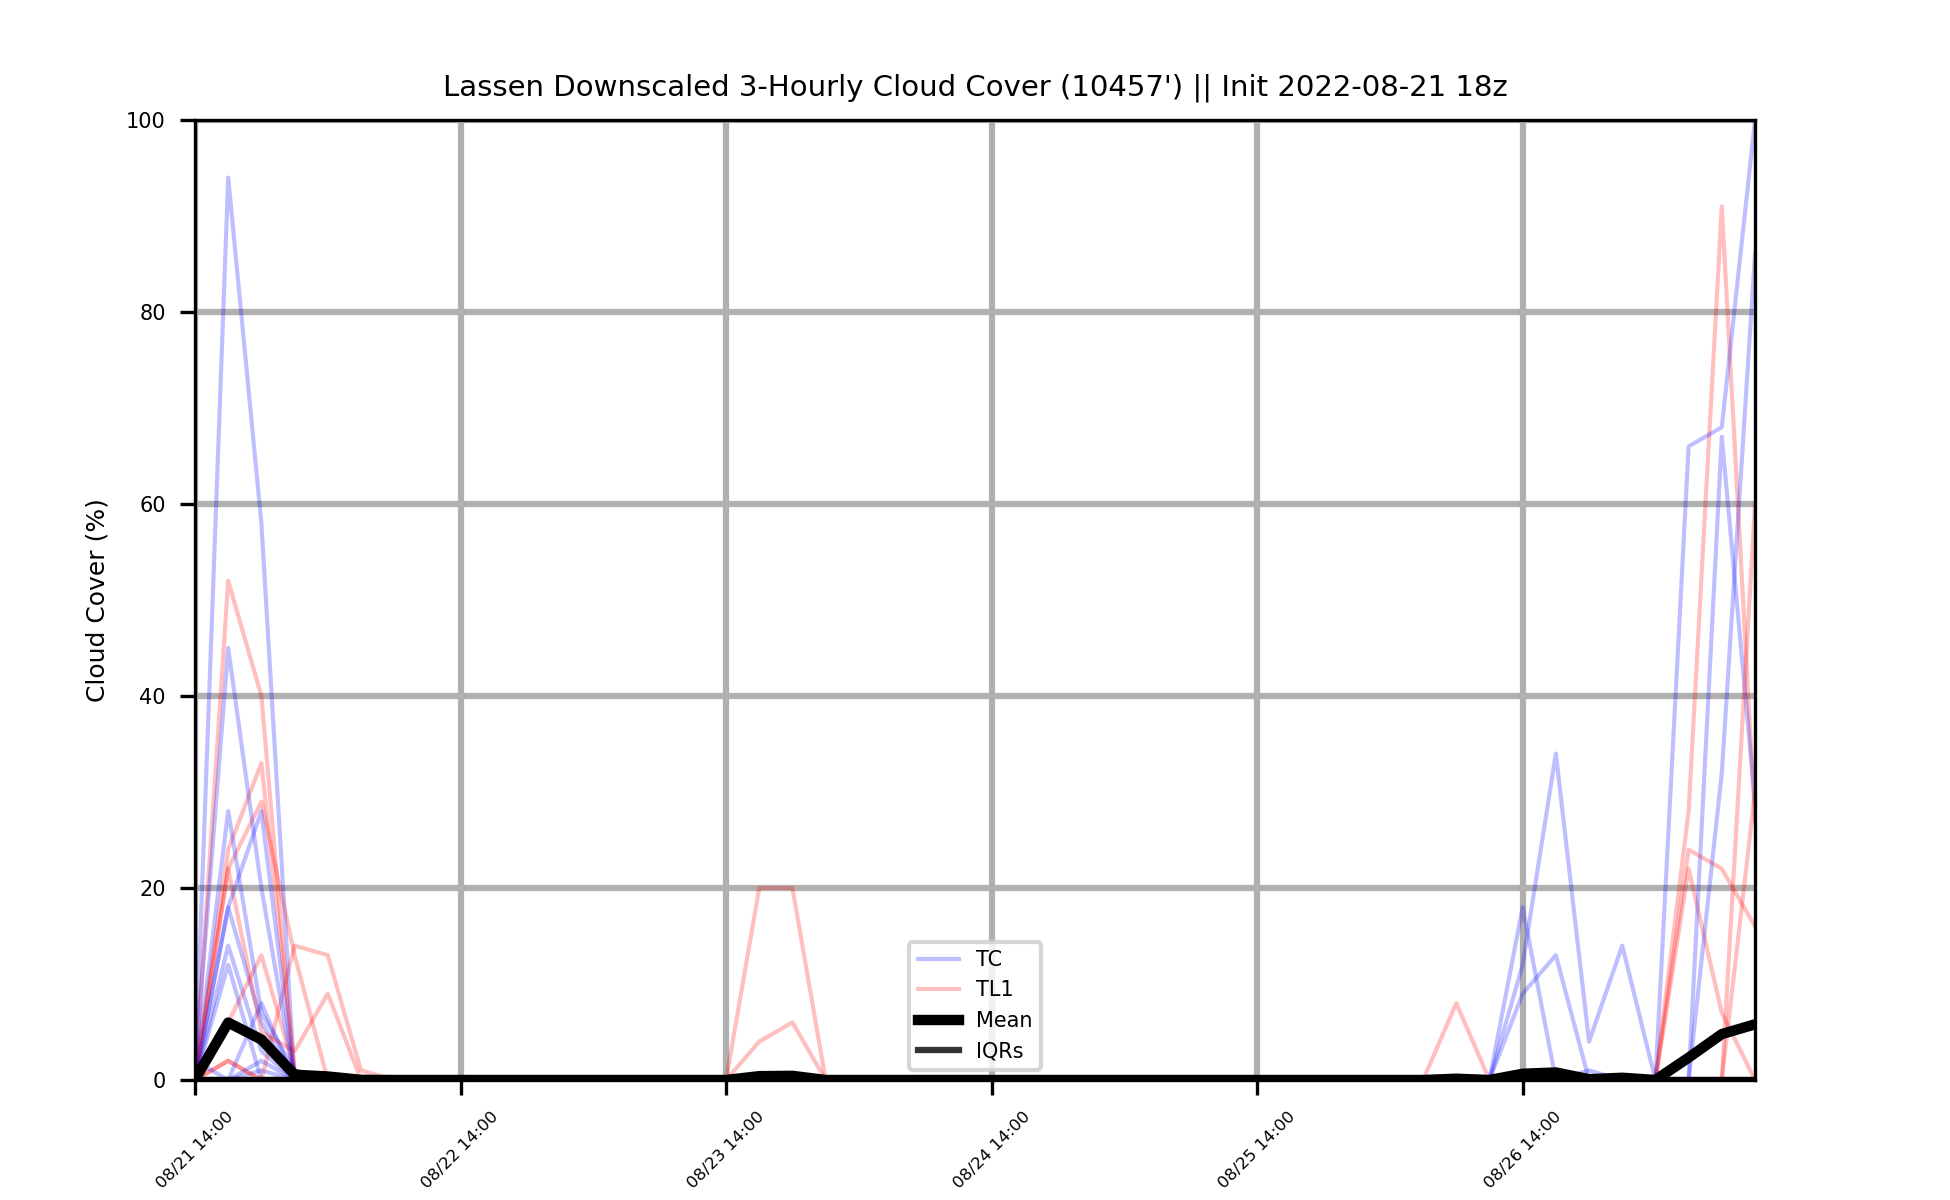 Lassen Downscaled 3-Hourly Cloud Cover (10457') || Init 2022-08-21 18z
Cloud Cover (%)
100
80
60
40
20
0
TC
TL1
Mean
IQRs
08/21 14:00
08/22 14:00
08/23 14:00
08/24 14:00
08/25 14:00
08/26 14:00